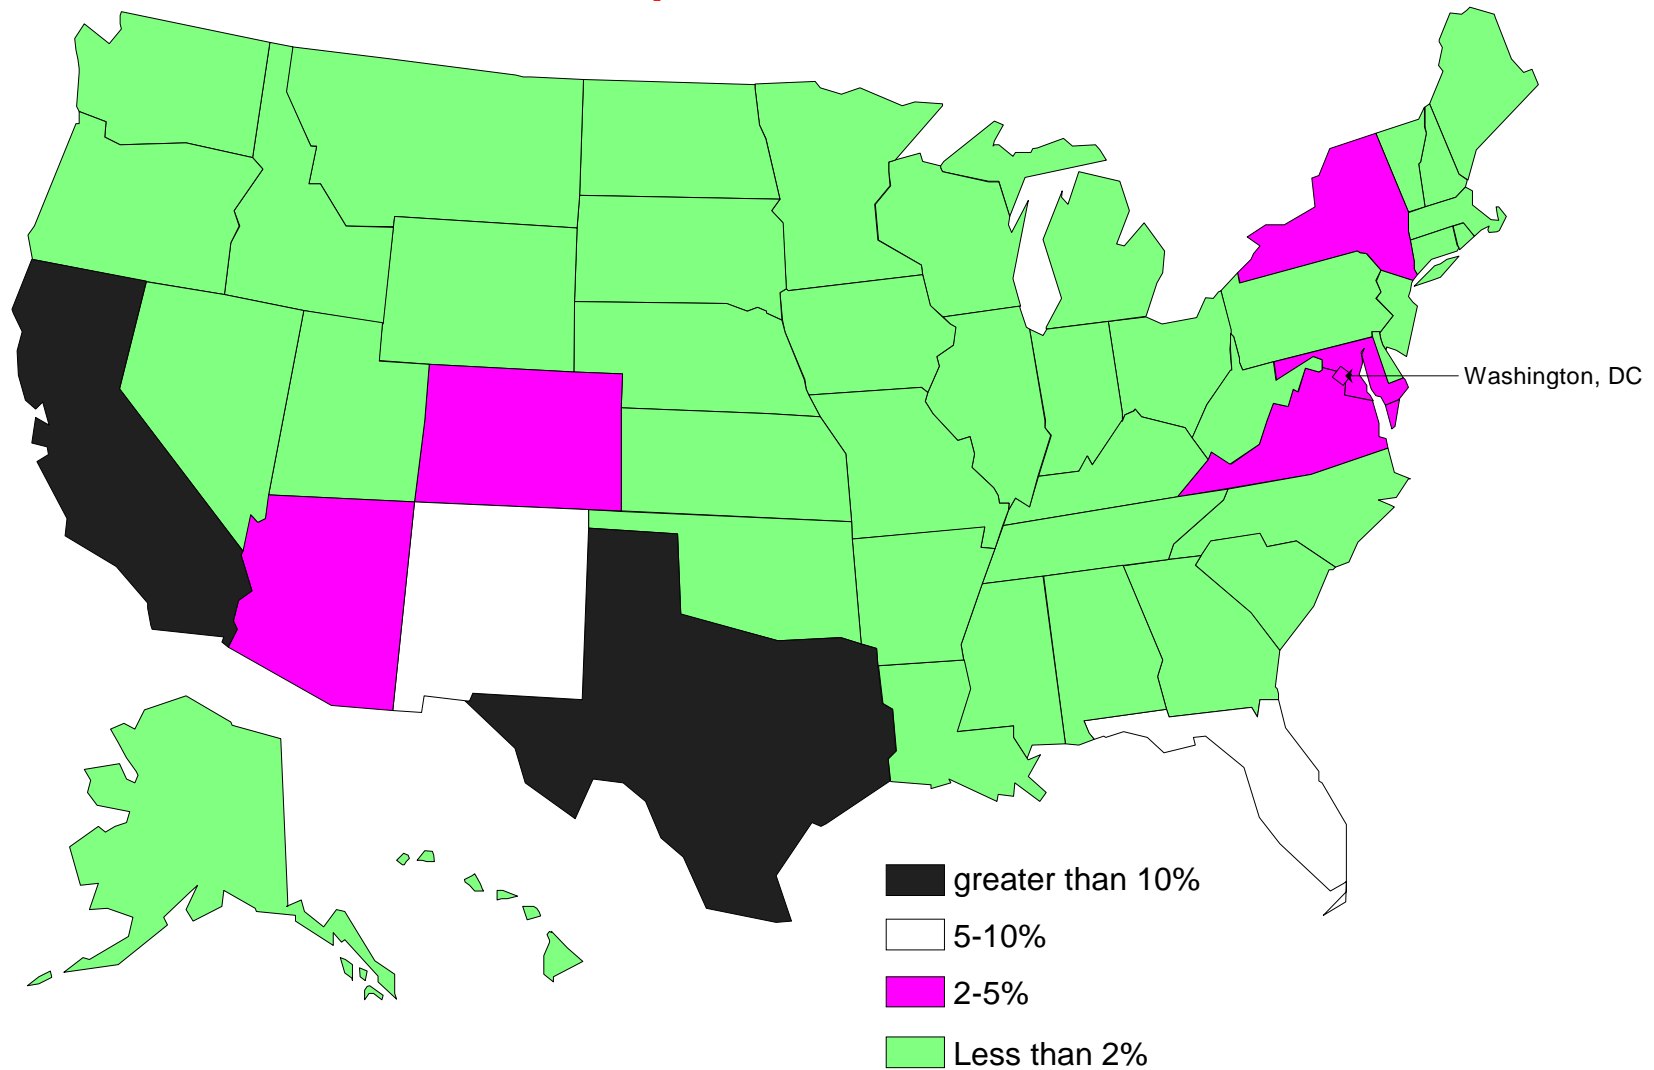 Washington, DC
greater than 10%
5-10%
2-5%
Less than 2%